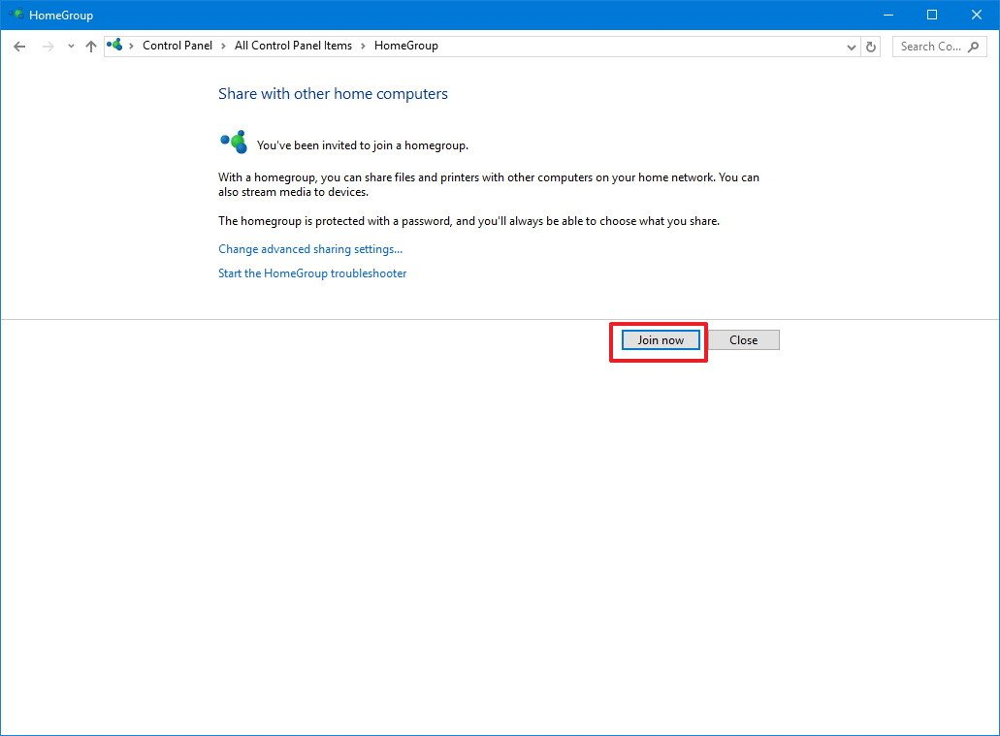 HomeGroup
Control Panel > All Control Panel Items > HomeGroup
Search Co...
Share with other home computers
You've been invited to join a homegroup.
With a homegroup, you can share files and printers with other computers on your home network. You can
also stream media to devices.
The homegroup is protected with a password, and you'll always be able to choose what you share.
Change advanced sharing settings...
Start the HomeGroup troubleshooter
Join now
Close